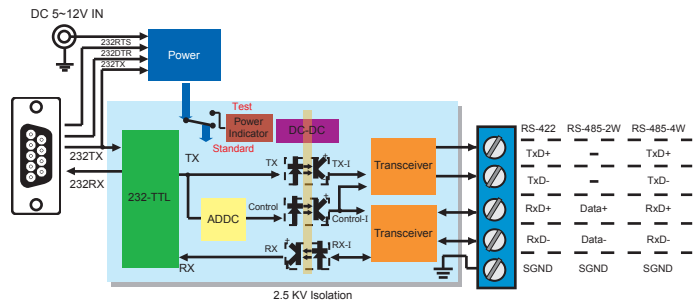 DC 5~12V IN
232RTS
232DTR
232TX
Power
Test
Power Indicator
DC-DC
Standard
232TX
232RX
232-TTL
TX
ADDC
RX
TX
TX-I
Control
Control-I
RX
RX-I
Transceiver
Transceiver
RS-422 RS-485-2W RS-485-4W
TxD+ - TxD+
TxD- - TxD-
RxD+ Data+ RxD+
RxD- Data- RxD-
SGND SGND SGND
2.5 KV Isolation